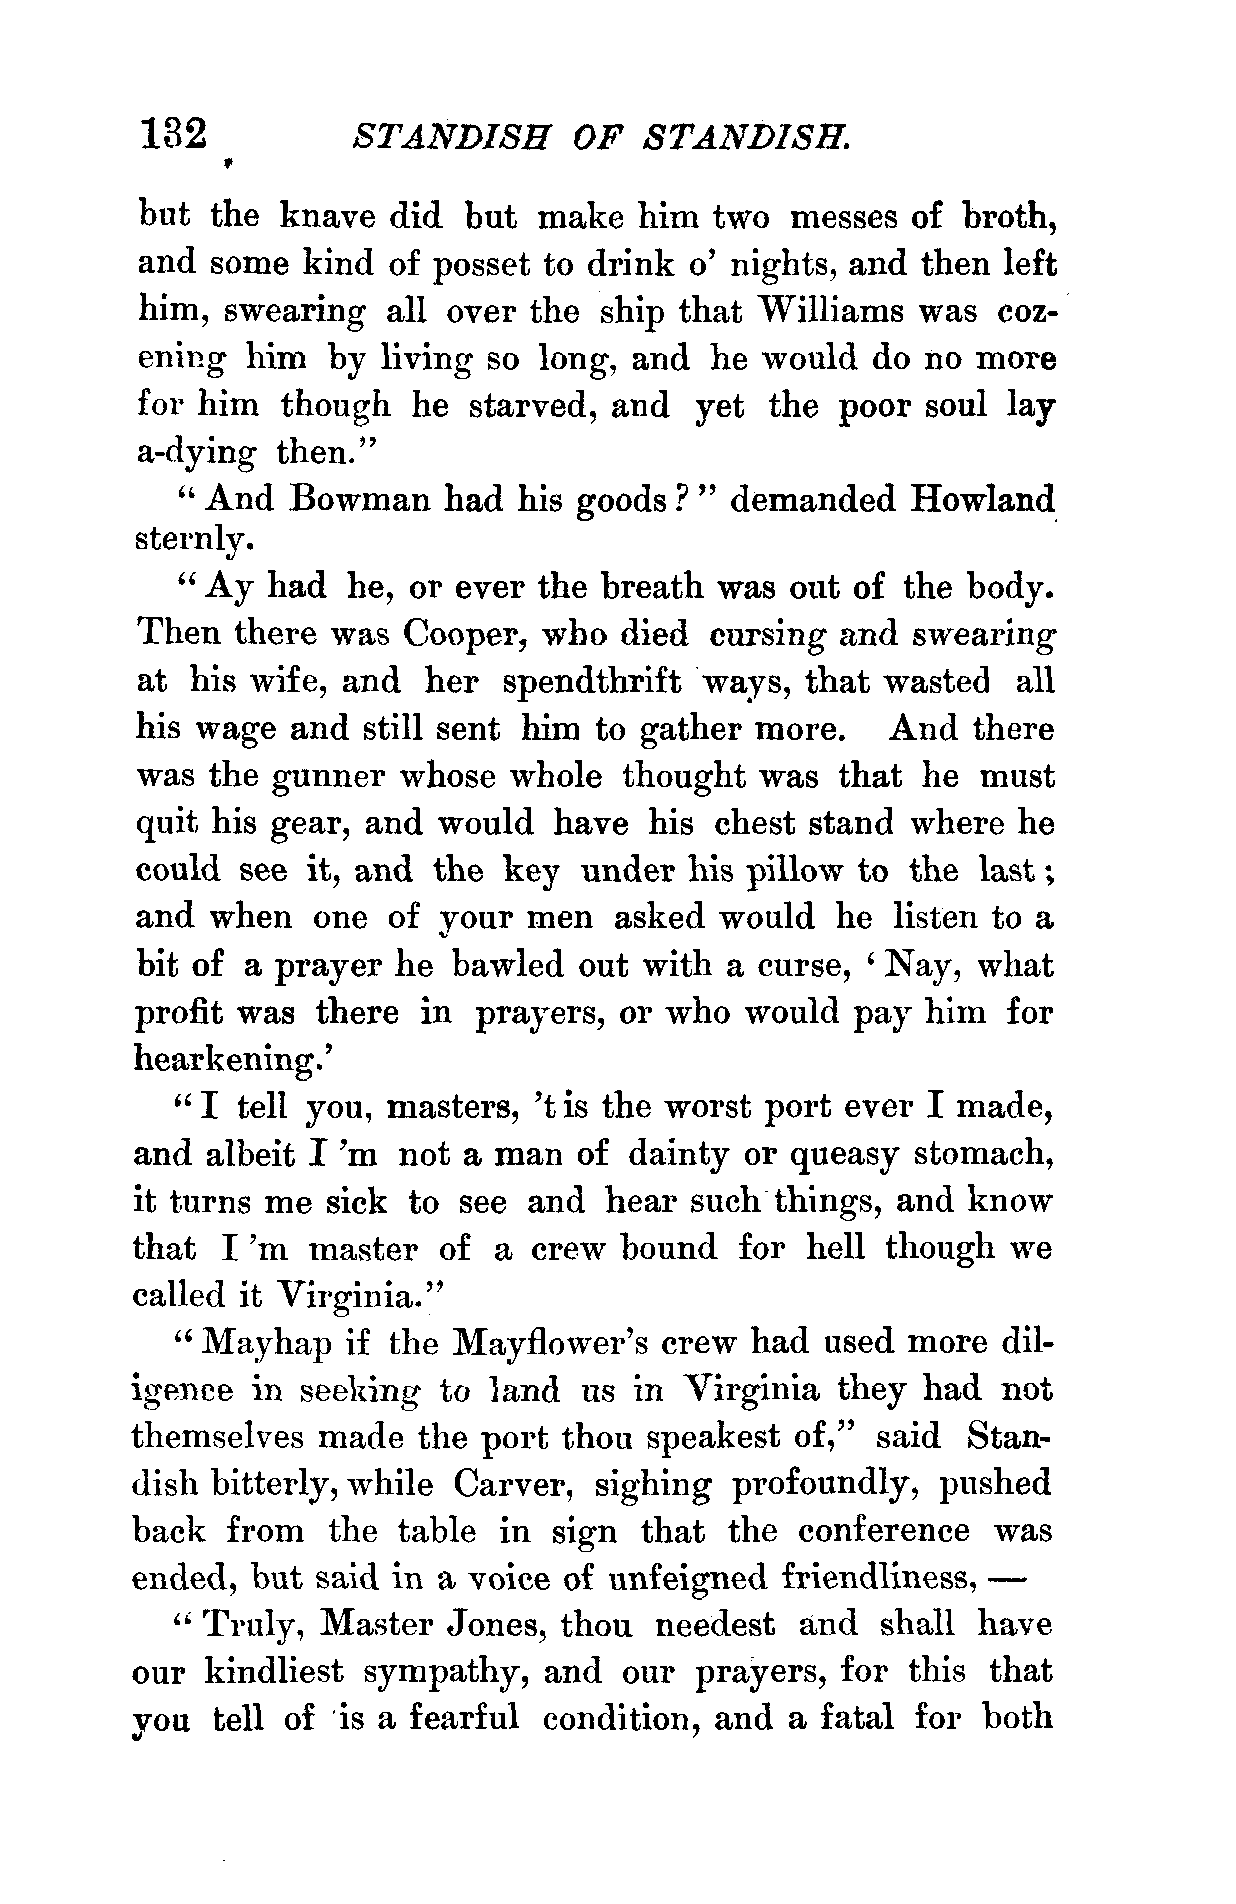 132 STANDISH OF STANDISH.
but the knave did but make him two messes of broth,
and some kind of posset to drink o' nights, and then left
him, swearing all over the ship that Williams was coz-
ening him by living so long, and he would do no more
for him though he starved, and yet the poor soul lay
a-dying then."
"And Bowman had his goods?" demanded Howland
sternly.
"Ay had he, or ever the breath was out of the body.
Then there was Cooper, who died cursing and swearing
at his wife, and her spendthrift ways, that wasted all
his wage and still sent him to gather more. And there
was the gunner whose whole thought was that he must
quit his gear, and would have his chest stand where he
could see it, and the key under his pillow to the last;
and when one of your men asked would he listen to a
bit of a prayer he bawled out with a curse, 'Nay, what
profit was there in prayers, or who would pay him for
hearkening.'
"I tell you, masters, 't is the worst port ever I made,
and albeit I 'm not a man of dainty or queasy stomach,
it turns me sick to see and hear such things, and know
that I 'm master of a crew bound for hell though we
called it Virginia."
"Mayhap if the Mayflower's crew had used more dil-
igence in seeking to land us in Virginia they had not
themselves made the port thou speakest of," said Stan-
dish bitterly, while Carver, sighing profoundly, pushed
back from the table in sign that the conference was
ended, but said in a voice of unfeigned friendliness, —
"Truly, Master Jones, thou needest and shall have
our kindliest sympathy, and our prayers, for this that
you tell of is a fearful condition, and a fatal for both